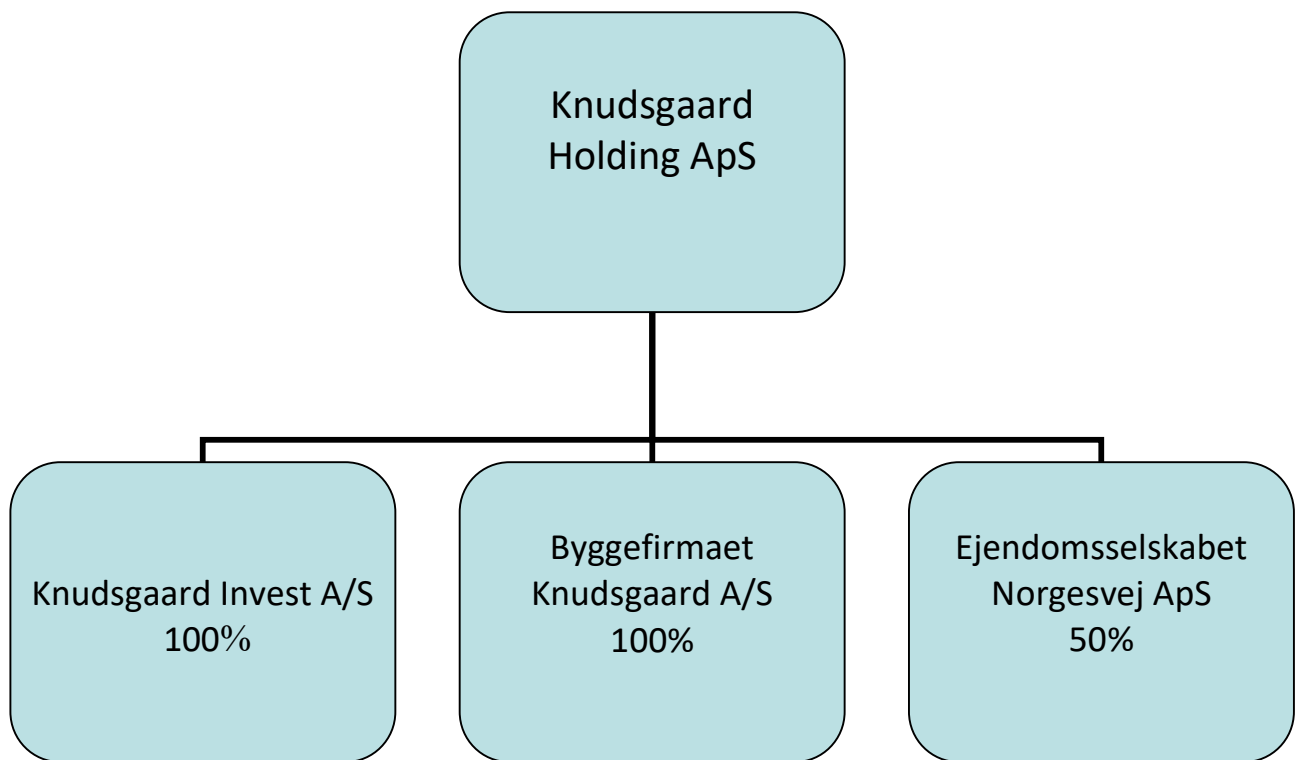 Knudsgaard
Holding ApS
Knudsgaard Invest A/S
100%
Byggefirmaet
Knudsgaard A/S
100%
Ejendomsselskabet
Norgesvej ApS
50%